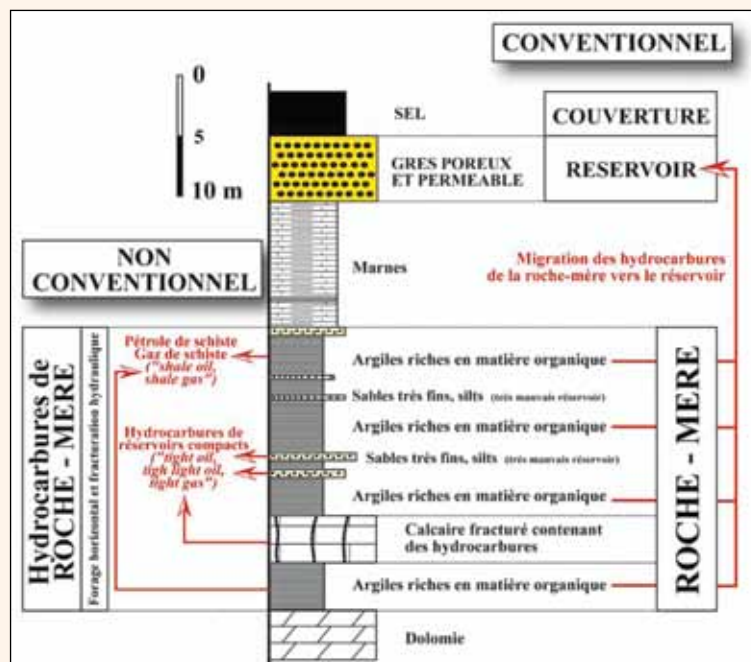 CONVENTIONNEL
0
5
10 m
SEL
COUVERTURE
GRES POREUX
ET PERMEABLE
RESERVOIR
NON
CONVENTIONNEL
Marnes
Migration des hydrocarbures
de la roche-mère vers le réservoir
Hydrocarbures de
ROCHE - MERE
Forage horizontal et fracturation hydraulique
Pétrole de schiste
Gaz de schiste
("shale oil,
shale gas")
Argiles riches en matière organique
Sables très fins, silts (très mauvais réservoir)
Argiles riches en matière organique
Hydrocarbures de
réservoirs compacts
("tight oil,
tigh light oil,
tight gas")
Sables très fins, silts (très mauvais réservoir)
Argiles riches en matière organique
Calcaire fracturé contenant
des hydrocarbures
Argiles riches en matière organique
Dolomie
ROCHE - MERE